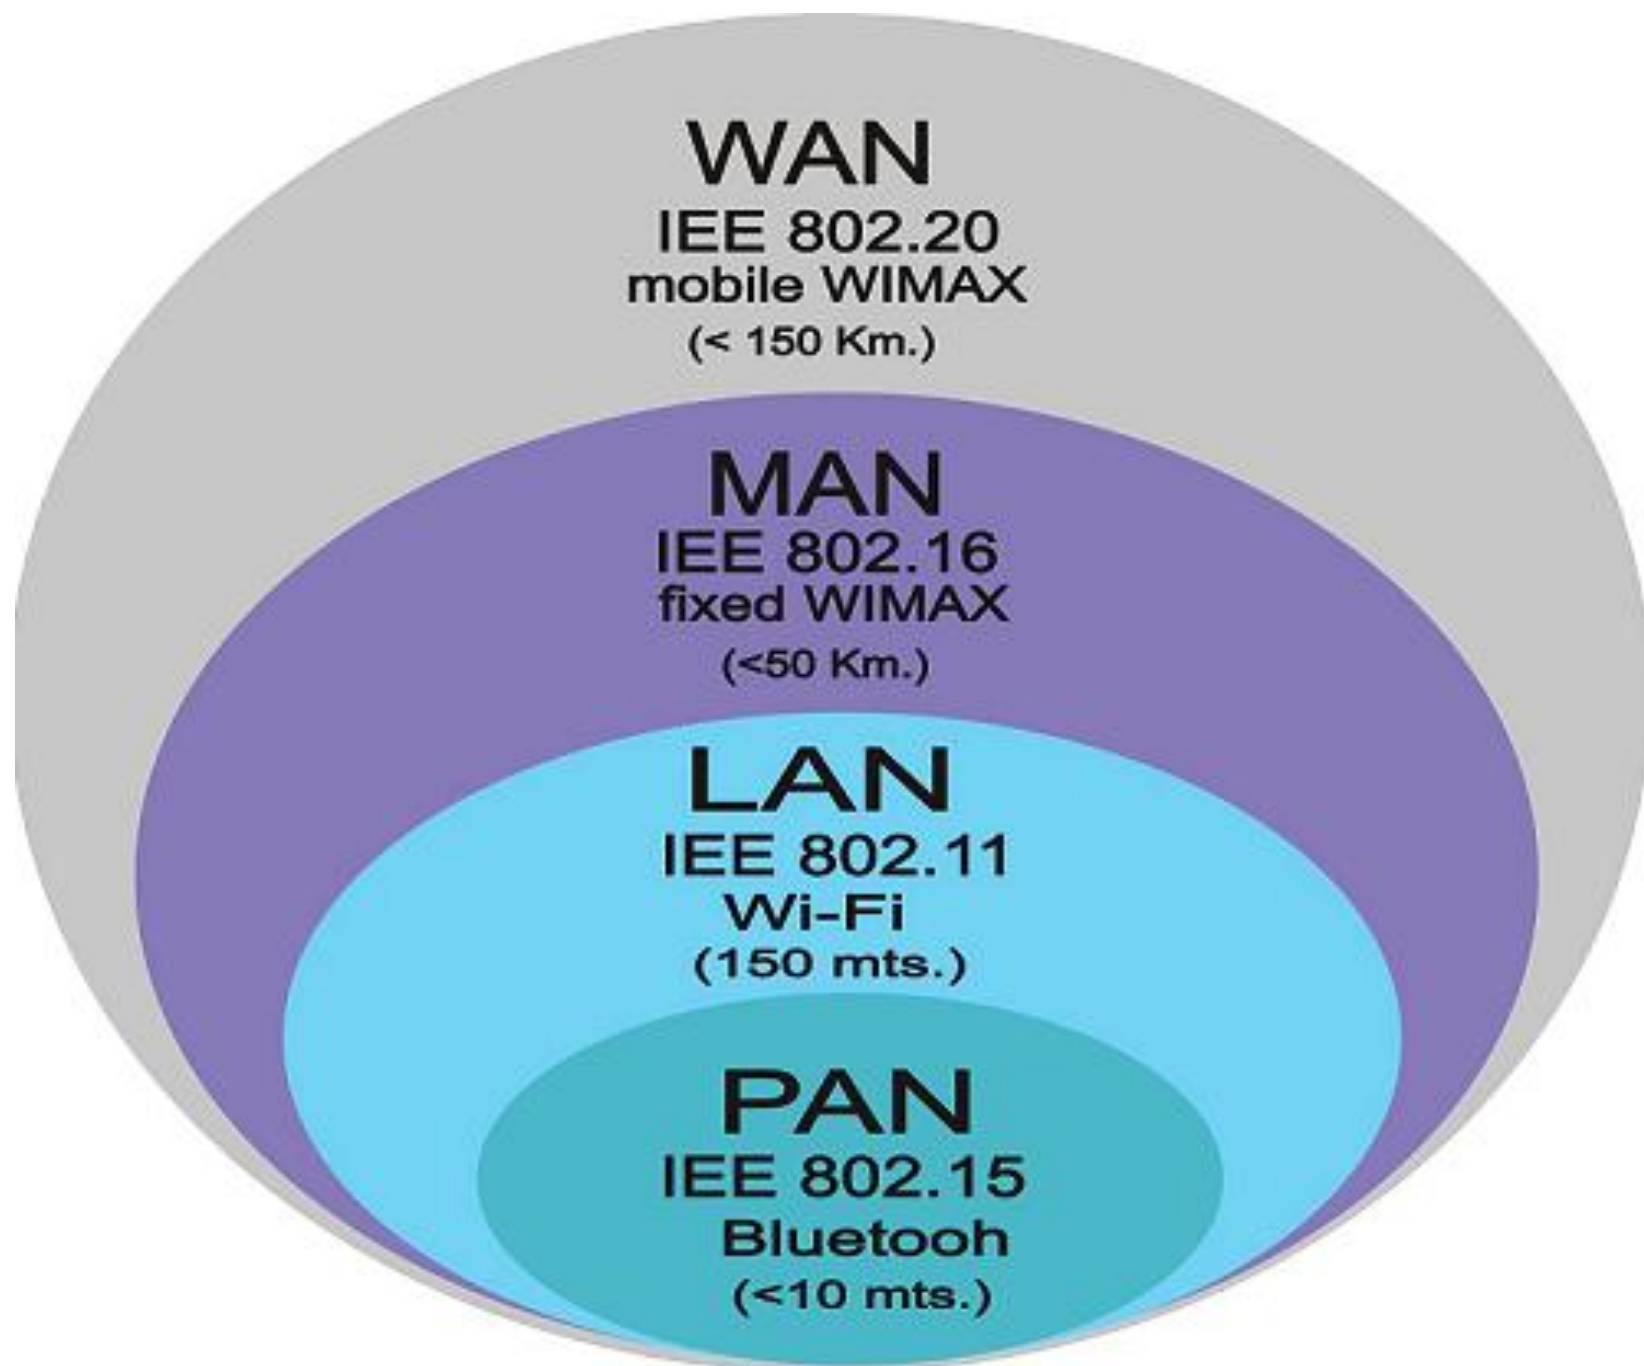 WAN
IEE 802.20
mobile WIMAX
(< 150 Km.)
MAN
IEE 802.16
fixed WIMAX
(<50 Km.)
LAN
IEE 802.11
Wi-Fi
(150 mts.)
PAN
IEE 802.15
Bluetooh
(<10 mts.)